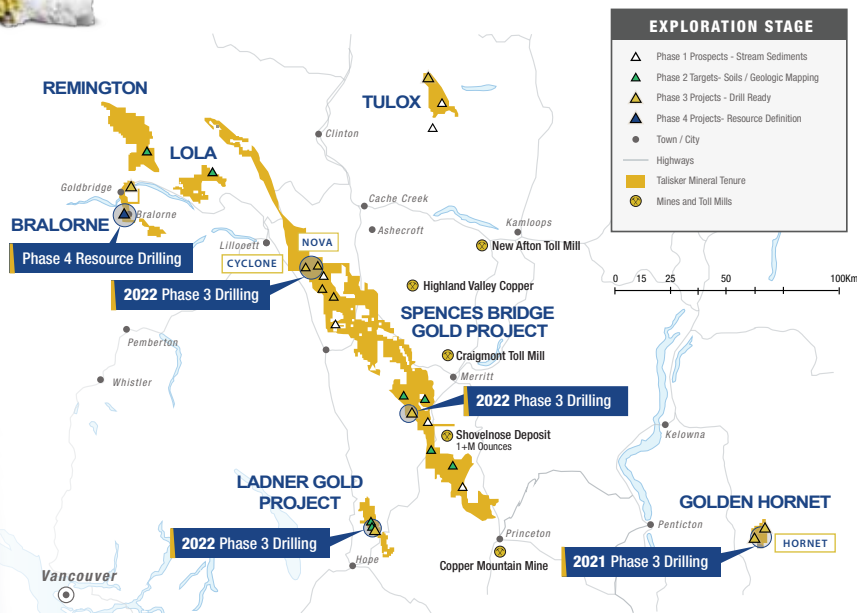 EXPLORATION STAGE
Phase 1 Prospects - Stream Sediments
Phase 2 Targets- Soils / Geologic Mapping
Phase 3 Projects - Drill Ready
Phase 4 Projects- Resource Definition
Town / City
Highways
Talisker Mineral Tenure
Mines and Toll Mills
0 15 25 50 100Km
REMINGTON
TULOX
Clinton
LOLA
Goldbridge
Cache Creek
BRALORNE
Bralorne
Ashcroft
Kamloops
Lillooett
NOVA
New Afton Toll Mill
Phase 4 Resource Drilling
CYCLONE
2022 Phase 3 Drilling
Highland Valley Copper
SPENCES BRIDGE
GOLD PROJECT
Pemberton
Craigmont Toll Mill
Whistler
Merritt
2022 Phase 3 Drilling
Shovelnose Deposit
1+M Ounces
Kelowna
LADNER GOLD
PROJECT
GOLDEN HORNET
2022 Phase 3 Drilling
Princeton
Penticton
HORNET
Hope
Copper Mountain Mine
2021 Phase 3 Drilling
Vancouver